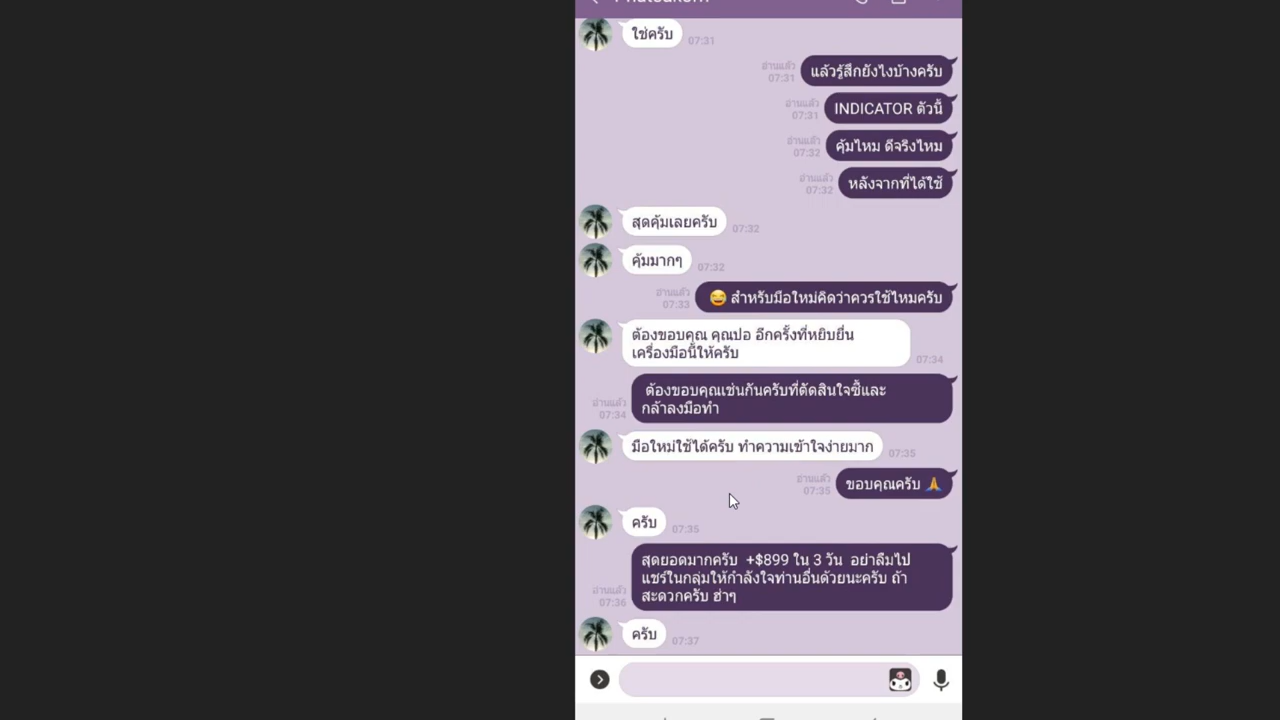 ใช่ครับ
07:31
แล้วรู้สึกยังไงบ้างครับ
อ่านแล้ว
07:31
INDICATOR ตัวนี้
อ่านแล้ว
07:31
คุ้มไหม ดีจริงไหม
อ่านแล้ว
07:32
หลังจากที่ได้ใช้
อ่านแล้ว
07:32
สุดคุ้มเลยครับ
07:32
คุ้มมากๆ
07:32
😅 สำหรับมือใหม่คิดว่าควรใช้ไหมครับ
อ่านแล้ว
07:33
ต้องขอบคุณ คุณปอ อีกครั้งที่หยิบยื่น
เครื่องมือนี้ให้ครับ
07:34
ต้องขอบคุณเช่นกันครับที่ตัดสินใจซื้อและ
กล้าลงมือทำ
อ่านแล้ว
07:34
มือใหม่ใช้ได้ครับ ทำความเข้าใจง่ายมาก
07:35
ขอบคุณครับ 🙏
อ่านแล้ว
07:35
ครับ
07:35
สุดยอดมากครับ +$899 ใน 3 วัน อย่าลืมไป
แชร์ในกลุ่มให้กำลังใจท่านอื่นด้วยนะครับ ถ้า
สะดวกครับ ฮ่าๆ
อ่านแล้ว
07:36
ครับ
07:37